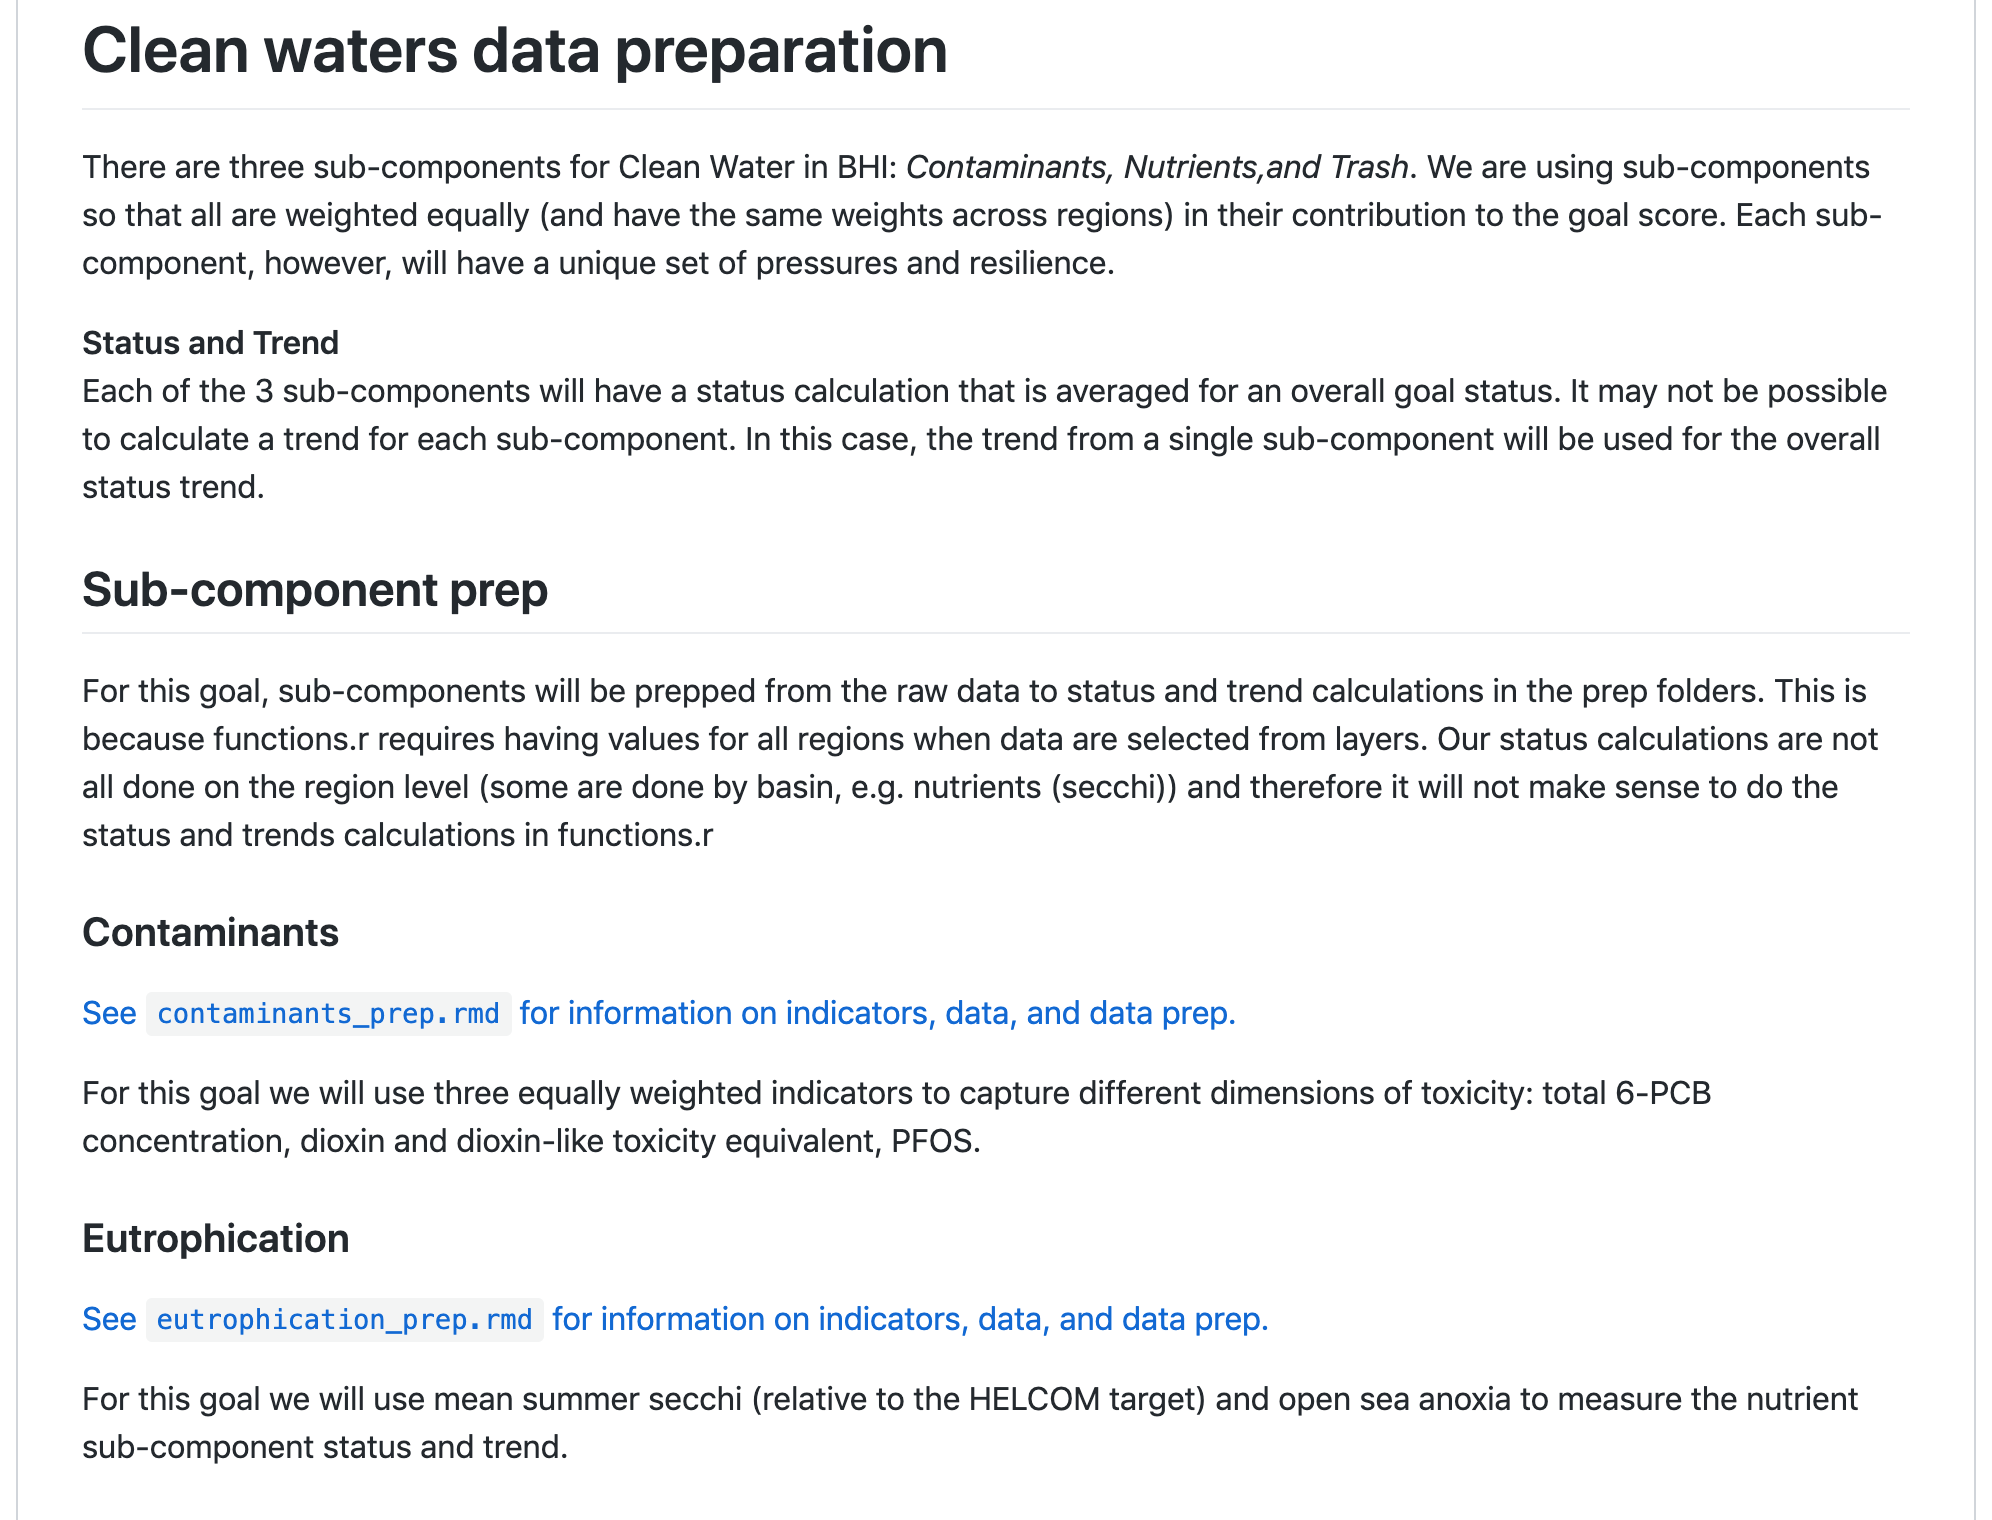 Clean waters data preparation
There are three sub-components for Clean Water in BHI: Contaminants, Nutrients,and Trash. We are using sub-components
so that all are weighted equally (and have the same weights across regions) in their contribution to the goal score. Each sub-
component, however, will have a unique set of pressures and resilience.
Status and Trend
Each of the 3 sub-components will have a status calculation that is averaged for an overall goal status. It may not be possible
to calculate a trend for each sub-component. In this case, the trend from a single sub-component will be used for the overall
status trend.
Sub-component prep
For this goal, sub-components will be prepped from the raw data to status and trend calculations in the prep folders. This is
because functions.r requires having values for all regions when data are selected from layers. Our status calculations are not
all done on the region level (some are done by basin, e.g. nutrients (secchi)) and therefore it will not make sense to do the
status and trends calculations in functions.r
Contaminants
See contaminants_prep.rmd for information on indicators, data, and data prep.
For this goal we will use three equally weighted indicators to capture different dimensions of toxicity: total 6-PCB
concentration, dioxin and dioxin-like toxicity equivalent, PFOS.
Eutrophication
See eutrophication_prep.rmd for information on indicators, data, and data prep.
For this goal we will use mean summer secchi (relative to the HELCOM target) and open sea anoxia to measure the nutrient
sub-component status and trend.